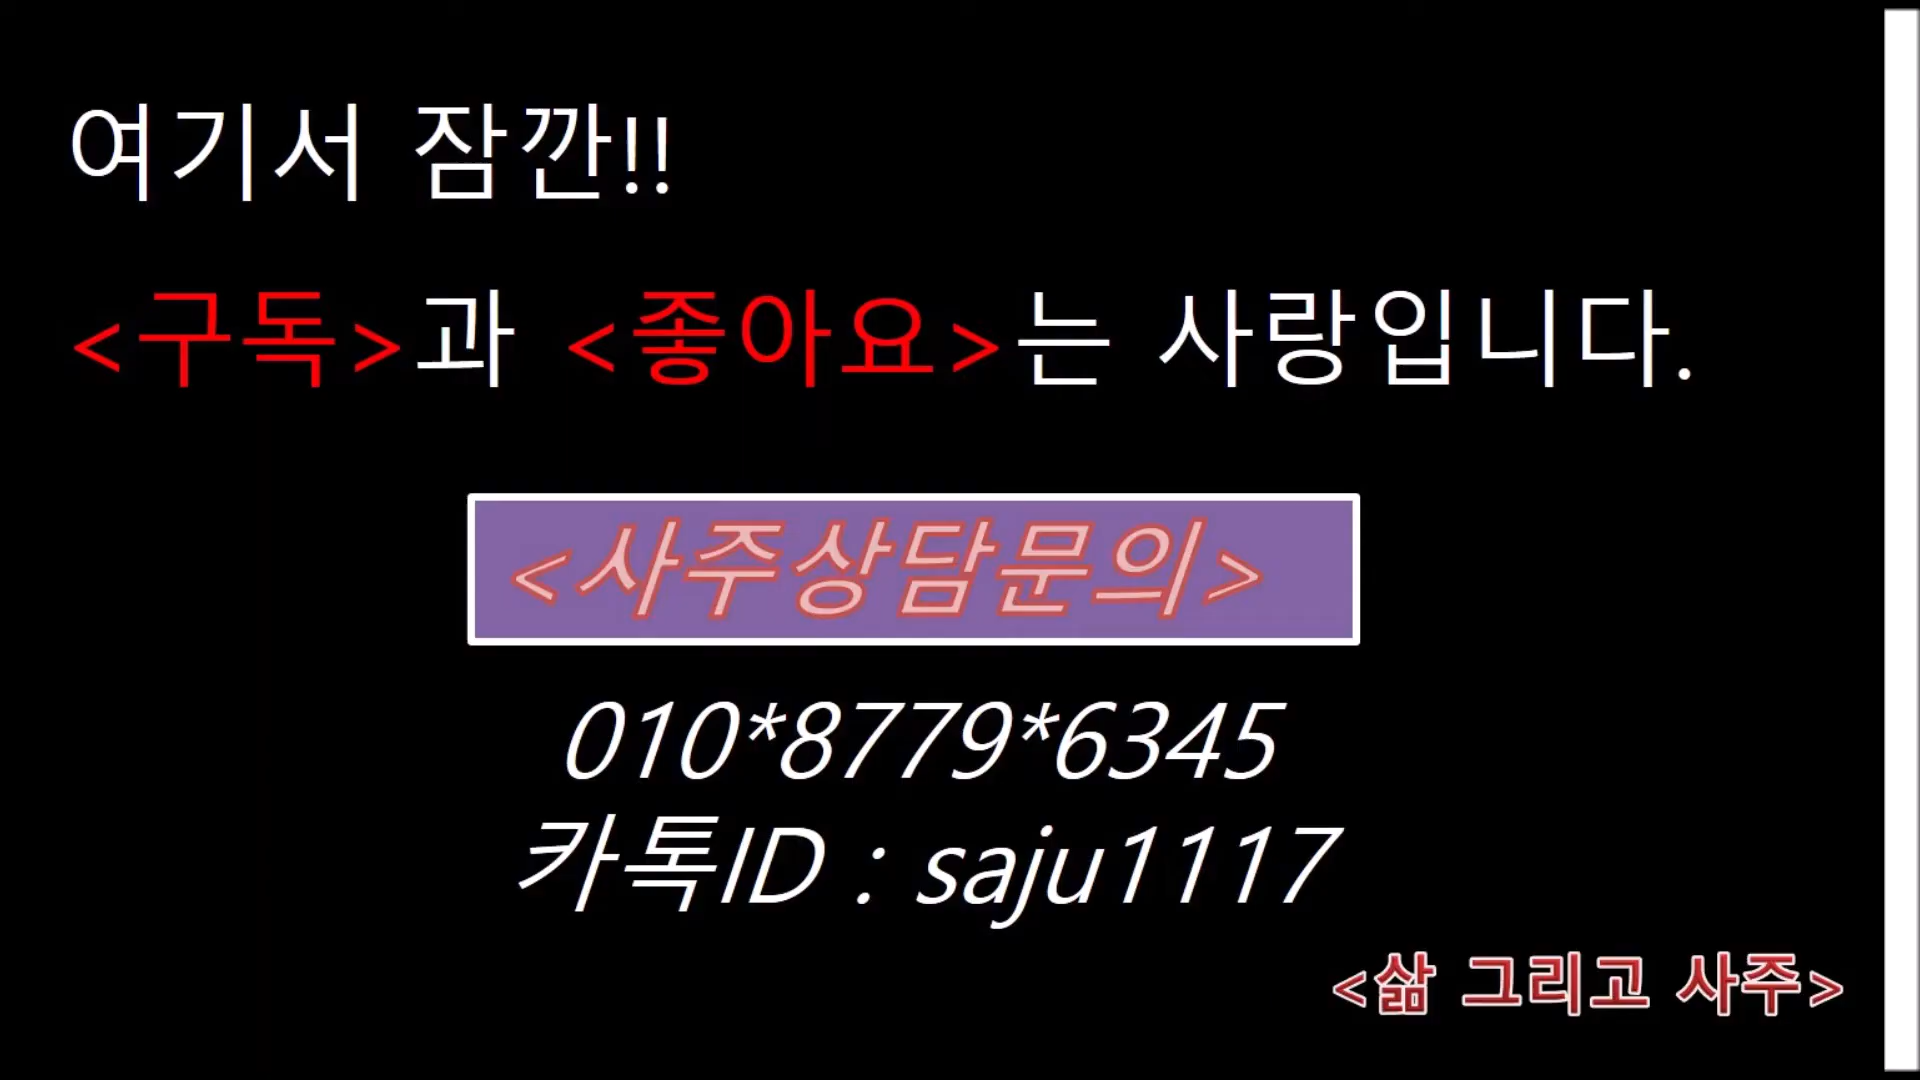 여기서 잠깐!!
<구독>과 <좋아요>는 사랑입니다.
<사주상담문의>
010*8779*6345
카톡ID : saju1117
<삶 그리고 사주>